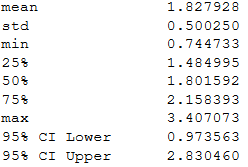 mean 1.827928
std 0.500250
min 0.744733
25% 1.484995
50% 1.801592
75% 2.158393
max 3.407073
95% CI Lower 0.973563
95% CI Upper 2.830460